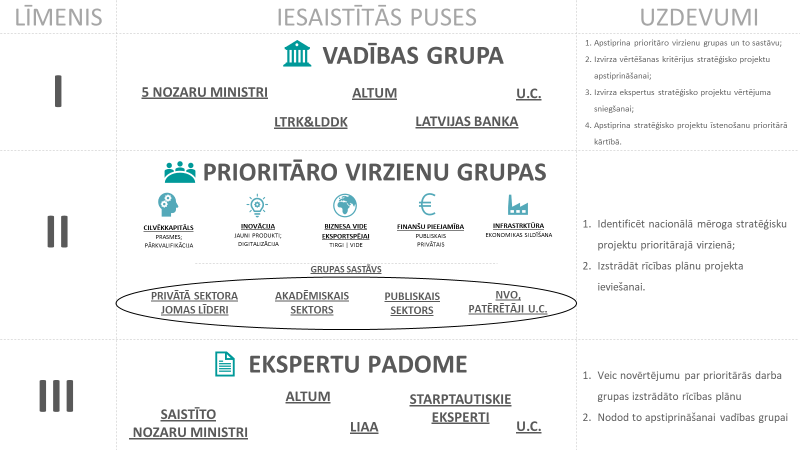 LĪMENIS
IESAISTĪTĀS PUSES
UZDEVUMI
I
VADĪBAS GRUPA
5 NOZARU MINISTRI
ALTUM
U.C.
LTRK&LDDK
LATVIJAS BANKA
1. Apstiprina prioritāro virzienu grupas un to sastāvu;
2. Izvirza vērtēšanas kritērijus stratēģisko projektu
apstiprināšanai;
3. Izvirza ekspertus stratēģisko projektu vērtējuma
sniegšanai;
4. Apstiprina stratēģisko projektu īstenošanu prioritārā
kārtībā.
II
PRIORITĀRO VIRZIENU GRUPAS
CILVĒKKAPITĀLS
PRASMES;
PĀRKVALIFIKĀCIJA
INOVĀCIJA
JAUNI PRODUKTI;
DIGITALIZĀCIJA
BIZNESA VIDE
EKSPORTSPĒJAI
TIRGI | VIDE
FINANŠU PIEEJAMĪBA
PUBLISKAIS
PRIVĀTAIS
INFRASTRKTŪRA
EKONOMIKAS SILDĪŠANA
GRUPAS SASTĀVS
PRIVĀTĀ SEKTORA
JOMAS LĪDERI
AKADĒMISKAIS
SEKTORS
PUBLISKAIS
SEKTORS
NVO,
PATĒRĒTĀJI U.C.
1. Identificēt nacionālā mēroga stratēģisku
projektu prioritārajā virzienā;
2. Izstrādāt rīcības plānu projekta
ieviešanai.
III
EKSPERTU PADOME
SAISTĪTO
NOZARU MINISTRI
ALTUM
LIAA
STARPTAUTISKIE
EKSPERTI
U.C.
1. Veic novērtējumu par prioritārās darba
grupas izstrādāto rīcības plānu
2. Nodod to apstiprināšanai vadības grupai